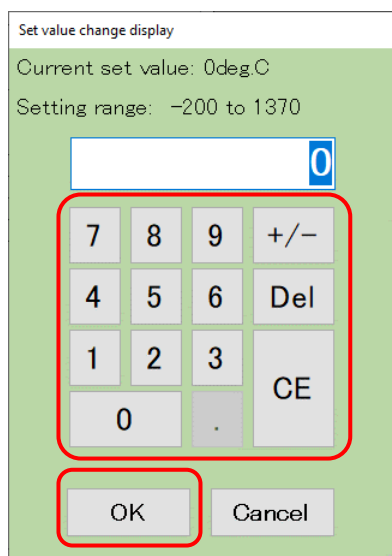 Set value change display
Current set value: 0deg.C
Setting range: -200 to 1370
0
7 8 9 +/-
4 5 6 Del
1 2 3
CE
0 .
OK Cancel